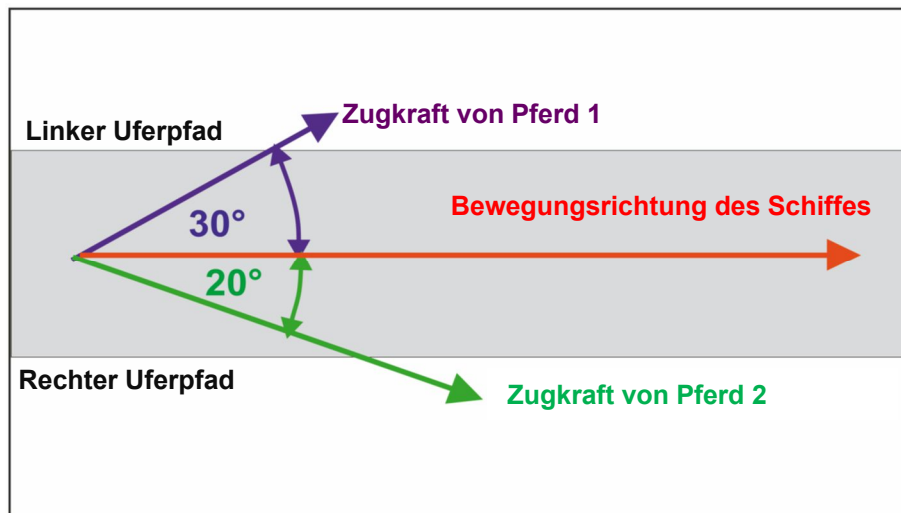 Zugkraft von Pferd 1
Linker Uferpfad
Bewegungsrichtung des Schiffes
30°
20°
Rechter Uferpfad
Zugkraft von Pferd 2